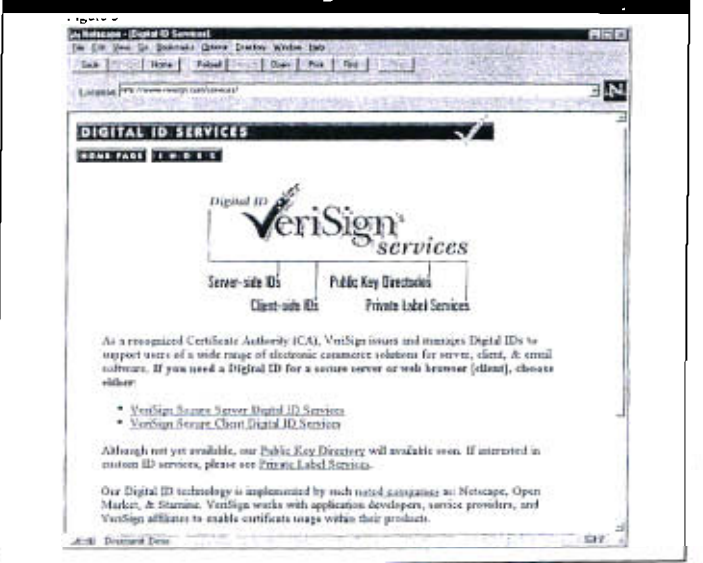 Netscape - [Digital ID Services]
File Edit View Go Bookmarks Options Directory Window Help
Back Home Reload Open Print Find
Location: http://www.verisign.com/services/
DIGITAL ID SERVICES
HOME PAGE INDEX
Digital ID
VeriSign's
services
Server-side IDs Public Key Directories
Client-side IDs Private Label Services
As a recognized Certificate Authority (CA), VeriSign issues and manages Digital IDs to
support users of a wide range of electronic commerce solutions for server, client, & email
software. If you need a Digital ID for a secure server or web browser [client], choose
either:
• VeriSign Secure Server Digital ID Services
• VeriSign Secure Client Digital ID Services
Although not yet available, our Public Key Directory will available soon. If interested in
custom ID services, please see Private Label Services.
Our Digital ID technology is implemented by such noted companies as: Netscape, Open
Market, & Starnine. VeriSign works with application developers, service providers, and
VeriSign affiliates to enable certificate usage within their products.
Document Done